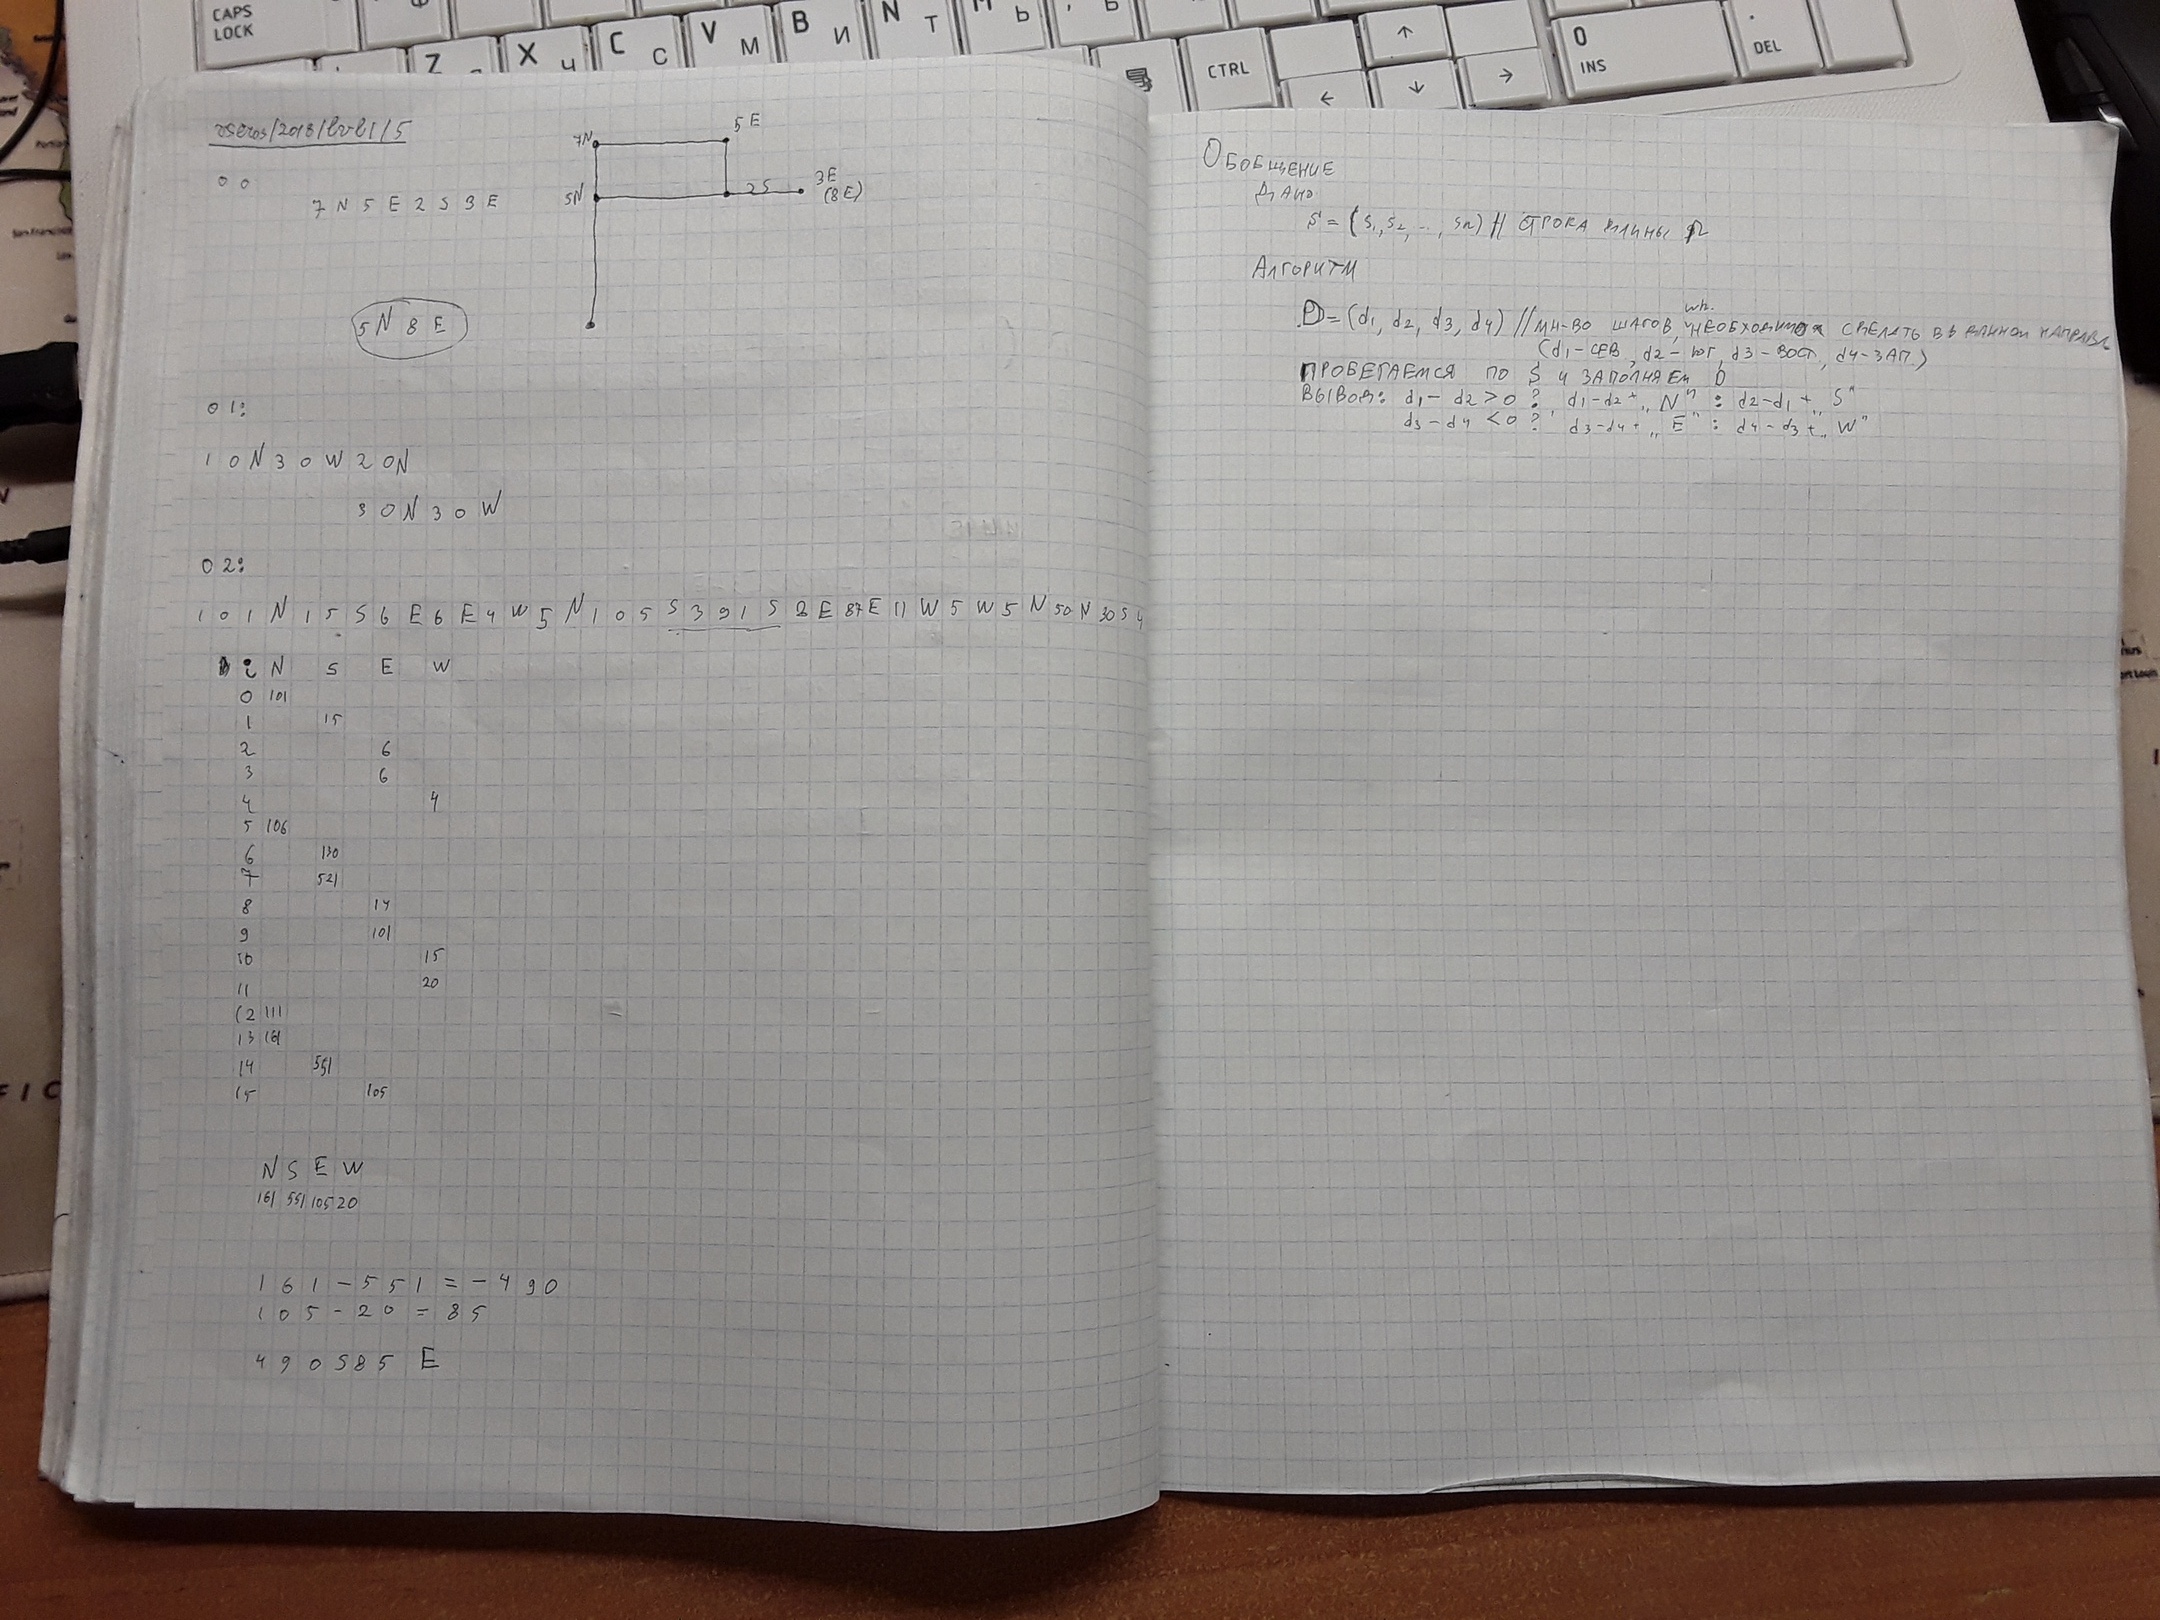 CAPS
LOCK
Z
X Ч
C С
V М
B И
N Т
Ь
CTRL
0
INS
.
DEL
vseros/2018/lvl1/5
00
7N5E2S3E
7N
5E
5N
2S
3E
(8E)
5N8E
01:
10N30W20N
30N30W
02:
101N15S6E6E4W5N105S391S8E87E11W5W5N50N30S4
i N S E W
0 101
1 15
2 6
3 6
4 4
5 106
6 130
7 521
8 14
9 101
10 15
11 20
12 111
13 161
14 551
15 105
N S E W
161 551 105 20
161-551=-490
105-20=85
490S85E
ОБОБЩЕНИЕ
ДАНО:
S = (s1, s2, .., sn) // СТРОКА ДЛИНЫ n
АЛГОРИТМ
D = (d1, d2, d3, d4) // МН-ВО ШАГОВ, НЕОБХОДИМО СДЕЛАТЬ В ДАННОМ НАПРАВЛ
(d1-СЕВ, d2-ЮГ, d3-ВОСТ, d4-ЗАП.)
ПРОБЕГАЕМСЯ ПО S И ЗАПОЛНЯЕМ D
ВЫВОД: d1-d2>0 ? d1-d2+„N" : d2-d1+„S"
d3-d4<0 ? d3-d4+„E" : d4-d3+„W"